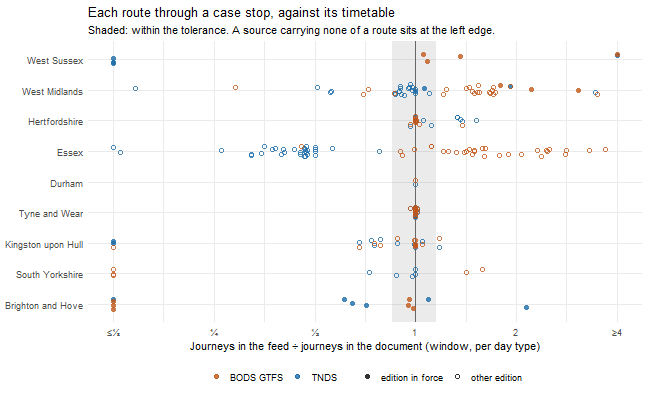 Each route through a case stop, against its timetable
Shaded: within the tolerance. A source carrying none of a route sits at the left edge.
West Sussex
West Midlands
Hertfordshire
Essex
Durham
Tyne and Wear
Kingston upon Hull
South Yorkshire
Brighton and Hove
≤⅛ ¼ ½ 1 2 ≥4
Journeys in the feed ÷ journeys in the document (window, per day type)
BODS GTFS TNDS edition in force other edition